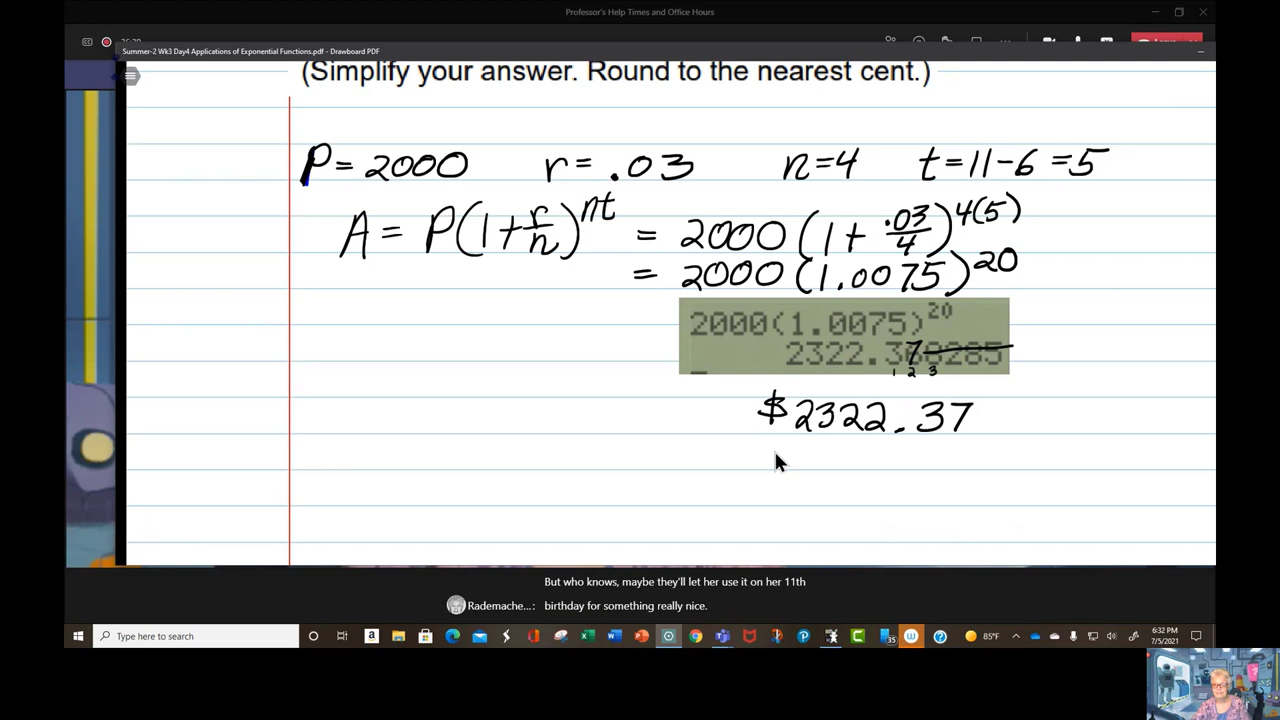 Professor's Help Times and Office Hours
Summer-2 Wk3 Day4 Applications of Exponential Functions.pdf - Drawboard PDF
(Simplify your answer. Round to the nearest cent.)
P = 2000 r = .03 n=4 t=11-6 =5
A = P(1+r/n)^nt = 2000(1+ .03/4)^4(5)
= 2000(1.0075)^20
2000(1.0075)^20
7
1 2 3
$2322.37
But who knows, maybe they'll let her use it on her 11th
Rademache...: birthday for something really nice.
Type here to search
35
85°F
6:32 PM
7/5/2021